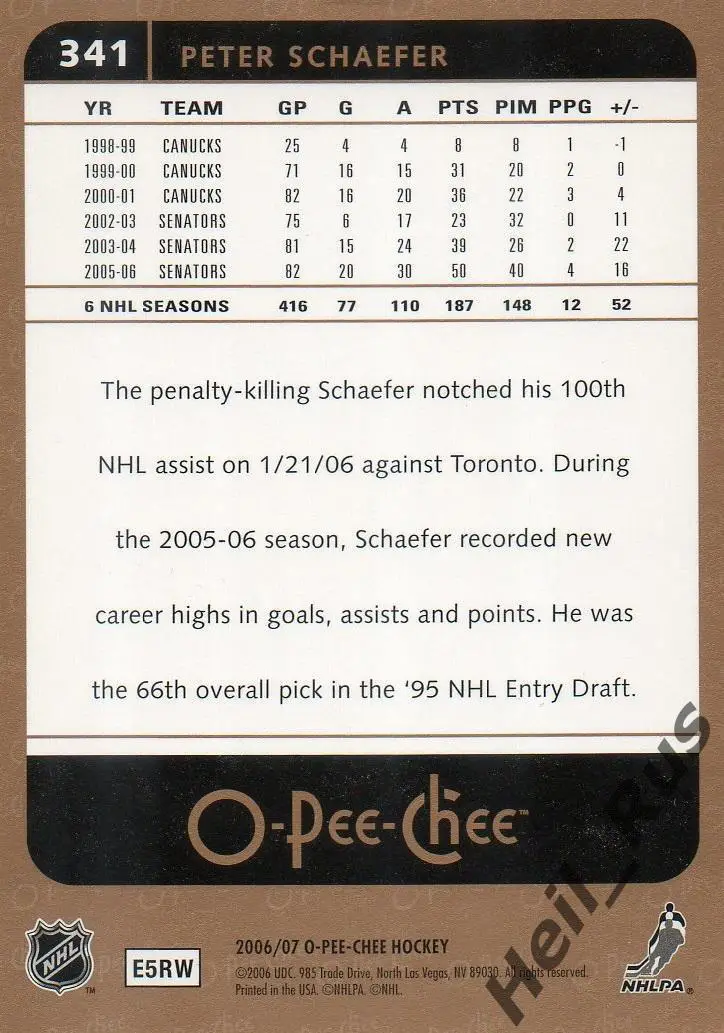 341 PETER SCHAEFER
YR TEAM GP G A PTS PIM PPG +/-
1998-99 CANUCKS 25 4 4 8 8 1 -1
1999-00 CANUCKS 71 16 15 31 20 2 0
2000-01 CANUCKS 82 16 20 36 22 3 4
2002-03 SENATORS 75 6 17 23 32 0 11
2003-04 SENATORS 81 15 24 39 26 2 22
2005-06 SENATORS 82 20 30 50 40 4 16
6 NHL SEASONS 416 77 110 187 148 12 52
The penalty-killing Schaefer notched his 100th
NHL assist on 1/21/06 against Toronto. During
the 2005-06 season, Schaefer recorded new
career highs in goals, assists and points. He was
the 66th overall pick in the '95 NHL Entry Draft.
O-Pee-Chee™
NHL ™
E5RW
2006/07 O-PEE-CHEE HOCKEY
©2006 UDC. 985 Trade Drive, North Las Vegas, NV 89030. All rights reserved.
Printed in the USA. ©NHLPA. ©NHL.
NHLPA®
Heil_Rus